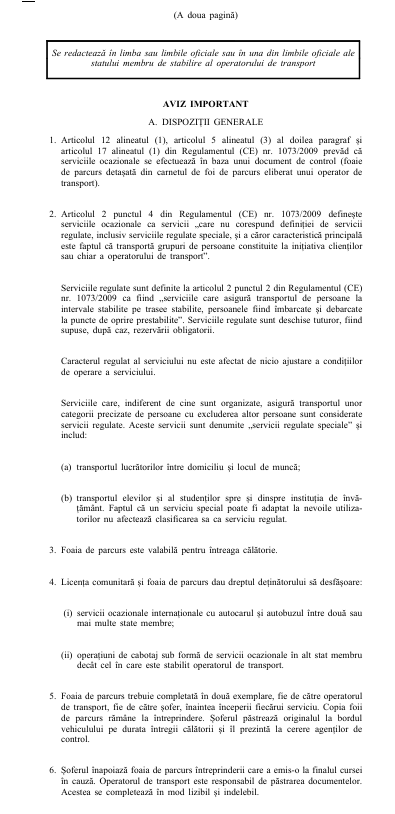 (A doua pagină)
Se redactează în limba sau limbile oficiale sau în una din limbile oficiale ale
statului membru de stabilire al operatorului de transport
AVIZ IMPORTANT
A. DISPOZIȚII GENERALE
1. Articolul 12 alineatul (1), articolul 5 alineatul (3) al doilea paragraf și
articolul 17 alineatul (1) din Regulamentul (CE) nr. 1073/2009 prevăd că
serviciile ocazionale se efectuează în baza unui document de control (foaie
de parcurs detașată din carnetul de foi de parcurs eliberat unui operator de
transport).
2. Articolul 2 punctul 4 din Regulamentul (CE) nr. 1073/2009 definește
serviciile ocazionale ca servicii „care nu corespund definiției de servicii
regulate, inclusiv serviciile regulate speciale, și a căror caracteristică principală
este faptul că transportă grupuri de persoane constituite la inițiativa clienților
sau chiar a operatorului de transport”.
Serviciile regulate sunt definite la articolul 2 punctul 2 din Regulamentul (CE)
nr. 1073/2009 ca fiind „serviciile care asigură transportul de persoane la
intervale stabilite pe trasee stabilite, persoanele fiind îmbarcate și debarcate
la puncte de oprire prestabilite”. Serviciile regulate sunt deschise tuturor, fiind
supuse, după caz, rezervării obligatorii.
Caracterul regulat al serviciului nu este afectat de nicio ajustare a condițiilor
de operare a serviciului.
Serviciile care, indiferent de cine sunt organizate, asigură transportul unor
categorii precizate de persoane cu excluderea altor persoane sunt considerate
servicii regulate. Aceste servicii sunt denumite „servicii regulate speciale” și
includ:
(a) transportul lucrătorilor între domiciliu și locul de muncă;
(b) transportul elevilor și al studenților spre și dinspre instituția de învă-
țământ. Faptul că un serviciu special poate fi adaptat la nevoile utiliza-
torilor nu afectează clasificarea sa ca serviciu regulat.
3. Foaia de parcurs este valabilă pentru întreaga călătorie.
4. Licența comunitară și foaia de parcurs dau dreptul deținătorului să desfășoare:
(i) servicii ocazionale internaționale cu autocarul și autobuzul între două sau
mai multe state membre;
(ii) operațiuni de cabotaj sub formă de servicii ocazionale în alt stat membru
decât cel în care este stabilit operatorul de transport.
5. Foaia de parcurs trebuie completată în două exemplare, fie de către operatorul
de transport, fie de către șofer, înaintea începerii fiecărui serviciu. Copia foii
de parcurs rămâne la întreprindere. Șoferul păstrează originalul la bordul
vehiculului pe durata întregii călătorii și îl prezintă la cerere agenților de
control.
6. Șoferul înapoiază foaia de parcurs întreprinderii care a emis-o la finalul cursei
în cauză. Operatorul de transport este responsabil de păstrarea documentelor.
Acestea se completează în mod lizibil și indelebil.